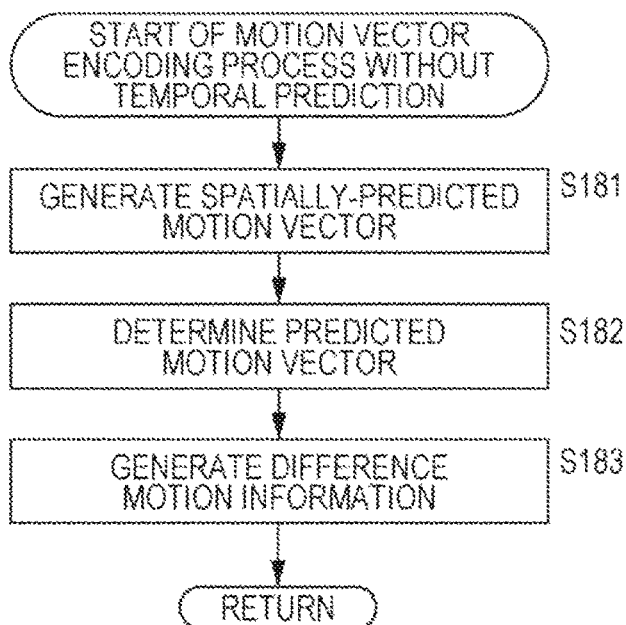 START OF MOTION VECTOR
ENCODING PROCESS WITHOUT
TEMPORAL PREDICTION
GENERATE SPATIALLY-PREDICTED
MOTION VECTOR
S181
DETERMINE PREDICTED
MOTION VECTOR
S182
GENERATE DIFFERENCE
MOTION INFORMATION
S183
RETURN